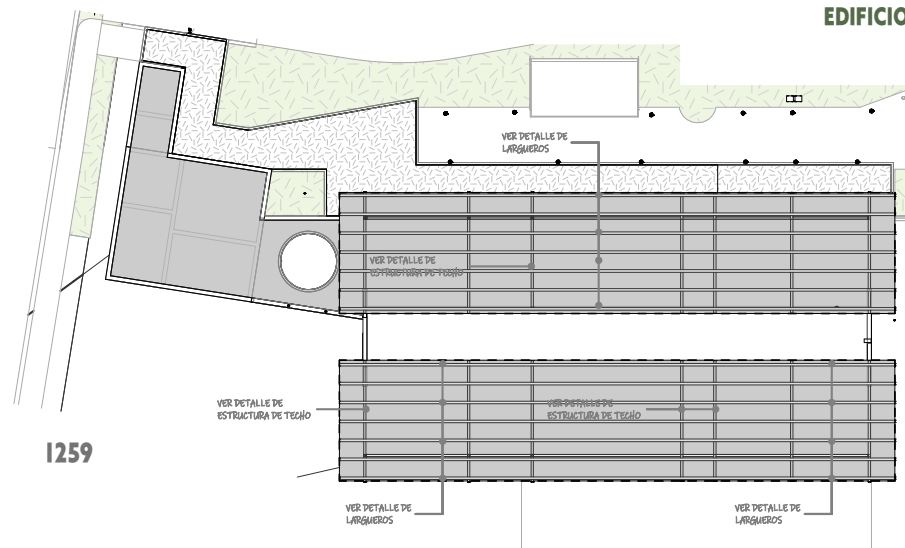 EDIFICIO
VER DETALLE DE
LARGUEROS
VER DETALLE DE
ESTRUCTURA DE TECHO
VER DETALLE DE
ESTRUCTURA DE TECHO
VER DETALLE DE
ESTRUCTURA DE TECHO
1259
VER DETALLE DE
LARGUEROS
VER DETALLE DE
LARGUEROS